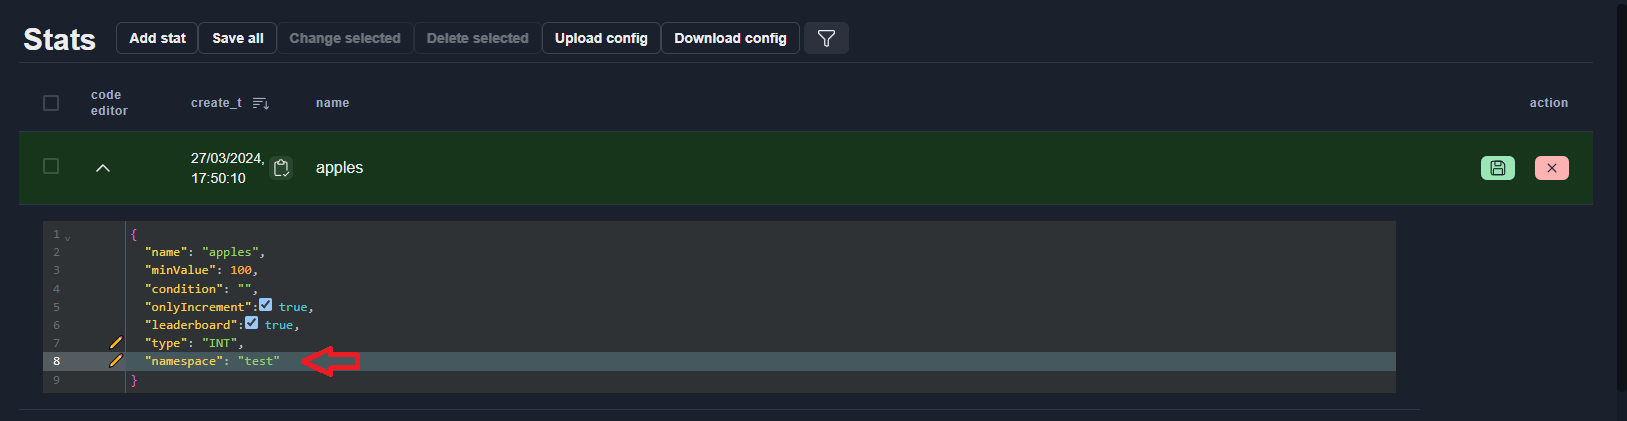 Stats Add stat Save all Change selected Delete selected Upload config Download config
code editor create_t name action
27/03/2024, 17:50:10 apples
1 {
2 "name": "apples",
3 "minValue": 100,
4 "condition": "",
5 "onlyIncrement": true,
6 "leaderboard": true,
7 "type": "INT",
8 "namespace": "test"
9 }